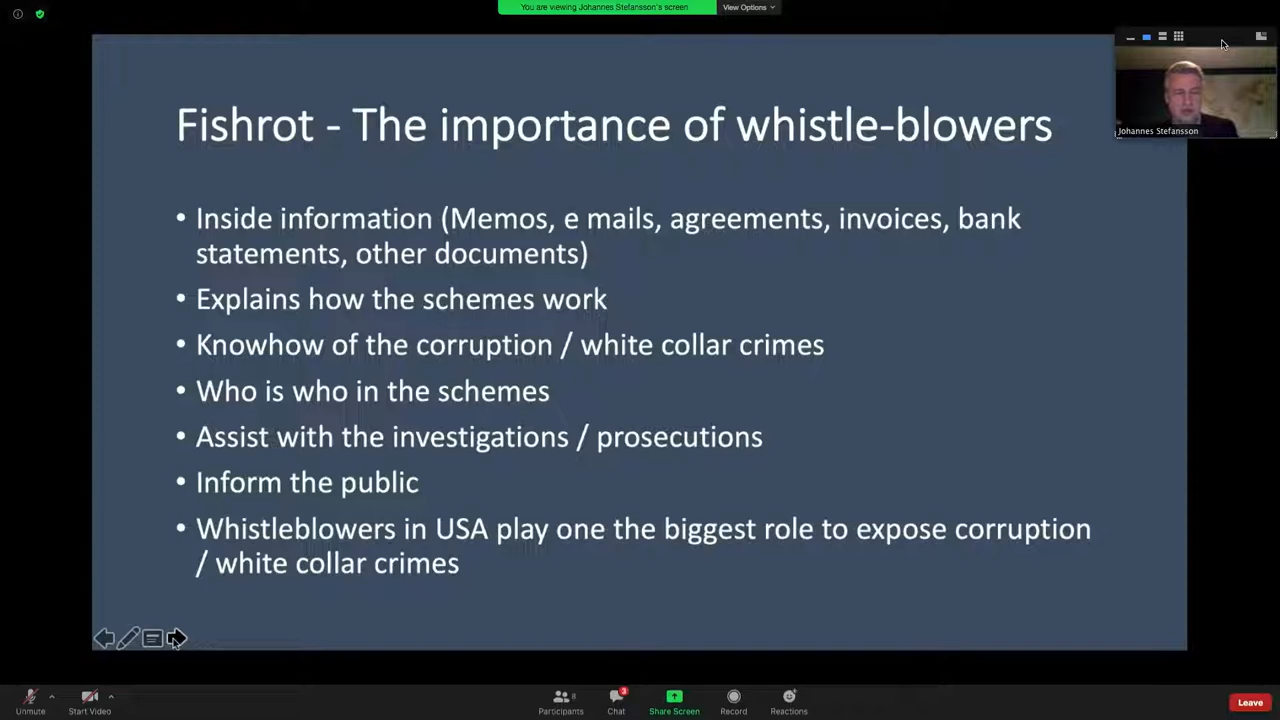 You are viewing Johannes Stefansson's screen
View Options
Johannes Stefansson
Fishrot - The importance of whistle-blowers
• Inside information (Memos, e mails, agreements, invoices, bank
statements, other documents)
• Explains how the schemes work
• Knowhow of the corruption / white collar crimes
• Who is who in the schemes
• Assist with the investigations / prosecutions
• Inform the public
• Whistleblowers in USA play one the biggest role to expose corruption
/ white collar crimes
Unmute
Start Video
8
Participants
3
Chat
Share Screen
Record
Reactions
Leave